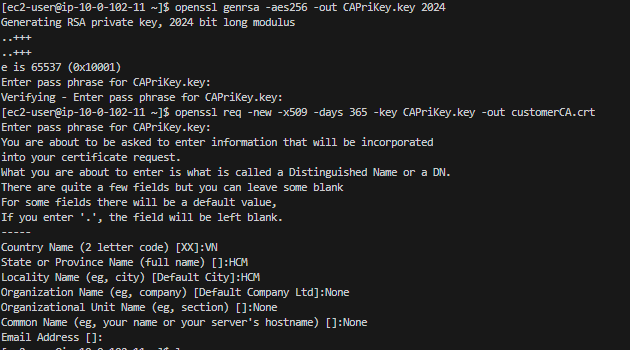 [ec2-user@ip-10-0-102-11 ~]$ openssl genrsa -aes256 -out CAPriKey.key 2024
Generating RSA private key, 2024 bit long modulus
..+++
..+++
e is 65537 (0x10001)
Enter pass phrase for CAPriKey.key:
Verifying - Enter pass phrase for CAPriKey.key:
[ec2-user@ip-10-0-102-11 ~]$ openssl req -new -x509 -days 365 -key CAPriKey.key -out customerCA.crt
Enter pass phrase for CAPriKey.key:
You are about to be asked to enter information that will be incorporated
into your certificate request.
What you are about to enter is what is called a Distinguished Name or a DN.
There are quite a few fields but you can leave some blank
For some fields there will be a default value,
If you enter '.', the field will be left blank.
-----
Country Name (2 letter code) [XX]:VN
State or Province Name (full name) []:HCM
Locality Name (eg, city) [Default City]:HCM
Organization Name (eg, company) [Default Company Ltd]:None
Organizational Unit Name (eg, section) []:None
Common Name (eg, your name or your server's hostname) []:None
Email Address []: